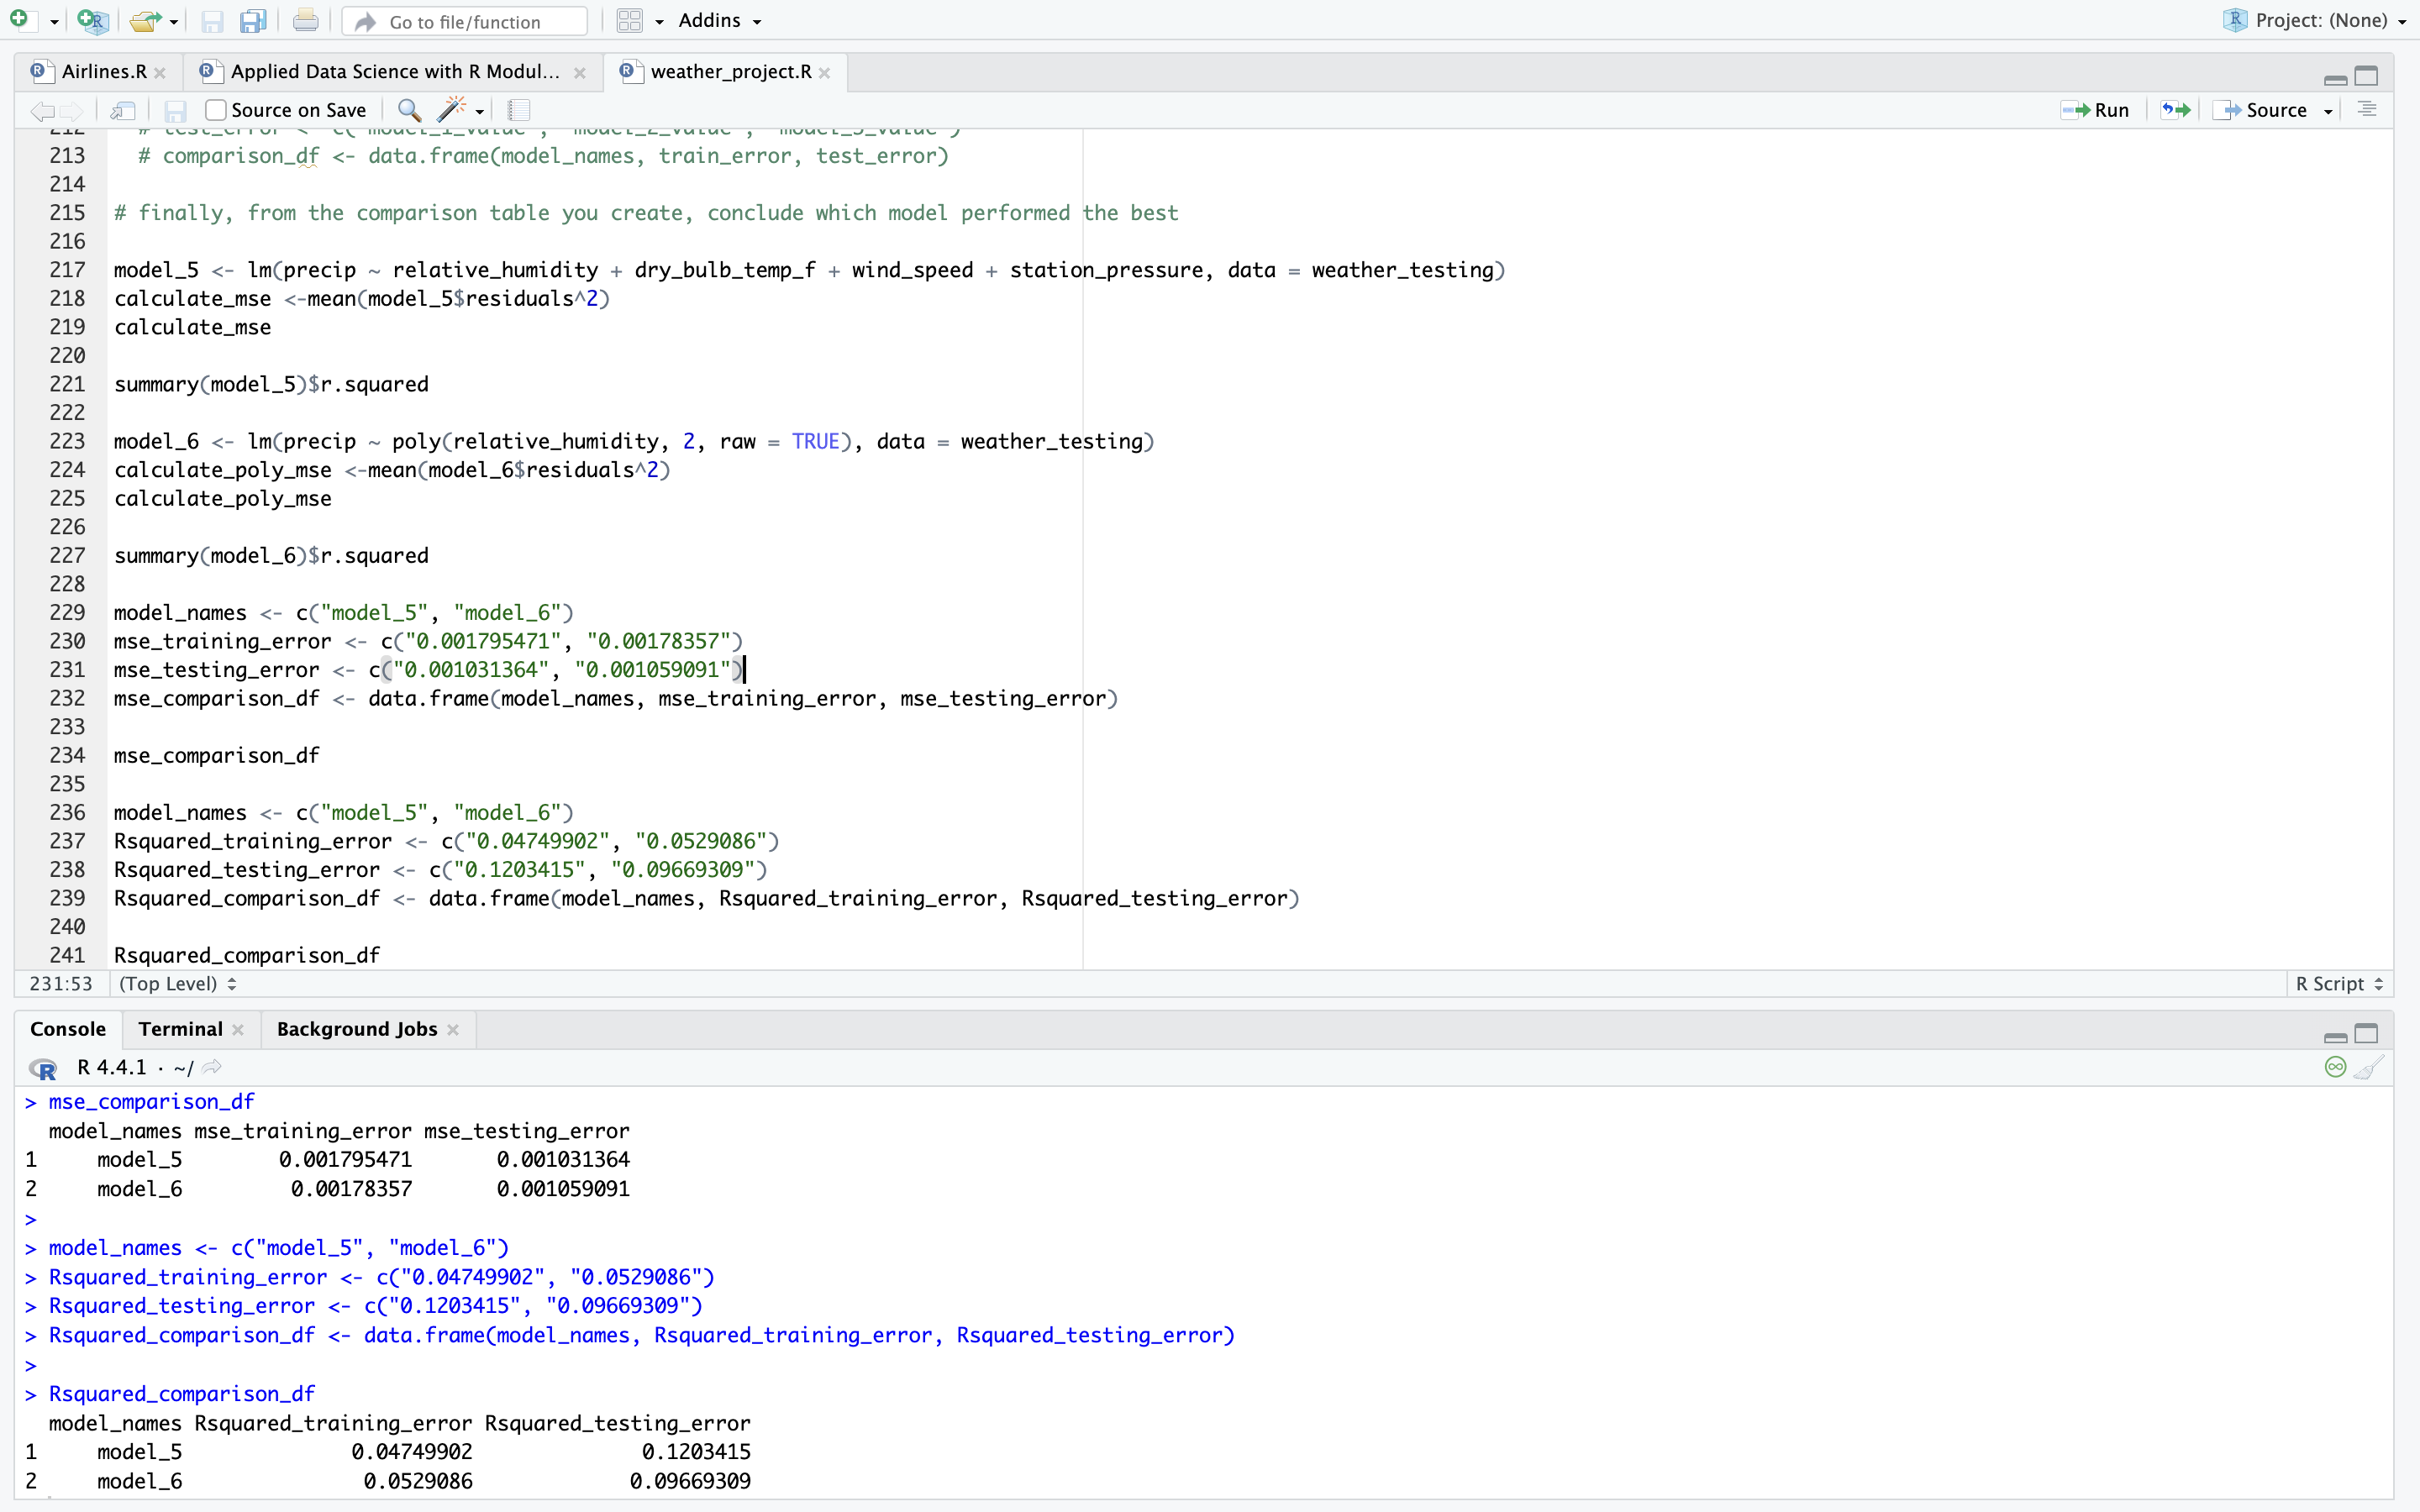 Go to file/function
Addins
Project: (None)
Airlines.R
Applied Data Science with R Modul...
weather_project.R
Source on Save
Run
Source
212 # test_error <- c("model_1_value", "model_2_value", "model_3_value")
213 # comparison_df <- data.frame(model_names, train_error, test_error)
214
215 # finally, from the comparison table you create, conclude which model performed the best
216
217 model_5 <- lm(precip ~ relative_humidity + dry_bulb_temp_f + wind_speed + station_pressure, data = weather_testing)
218 calculate_mse <-mean(model_5$residuals^2)
219 calculate_mse
220
221 summary(model_5)$r.squared
222
223 model_6 <- lm(precip ~ poly(relative_humidity, 2, raw = TRUE), data = weather_testing)
224 calculate_poly_mse <-mean(model_6$residuals^2)
225 calculate_poly_mse
226
227 summary(model_6)$r.squared
228
229 model_names <- c("model_5", "model_6")
230 mse_training_error <- c("0.001795471", "0.00178357")
231 mse_testing_error <- c("0.001031364", "0.001059091")
232 mse_comparison_df <- data.frame(model_names, mse_training_error, mse_testing_error)
233
234 mse_comparison_df
235
236 model_names <- c("model_5", "model_6")
237 Rsquared_training_error <- c("0.04749902", "0.0529086")
238 Rsquared_testing_error <- c("0.1203415", "0.09669309")
239 Rsquared_comparison_df <- data.frame(model_names, Rsquared_training_error, Rsquared_testing_error)
240
241 Rsquared_comparison_df
231:53 (Top Level) R Script
Console Terminal Background Jobs
R 4.4.1 · ~/
> mse_comparison_df
model_names mse_training_error mse_testing_error
1 model_5 0.001795471 0.001031364
2 model_6 0.00178357 0.001059091
>
> model_names <- c("model_5", "model_6")
> Rsquared_training_error <- c("0.04749902", "0.0529086")
> Rsquared_testing_error <- c("0.1203415", "0.09669309")
> Rsquared_comparison_df <- data.frame(model_names, Rsquared_training_error, Rsquared_testing_error)
>
> Rsquared_comparison_df
model_names Rsquared_training_error Rsquared_testing_error
1 model_5 0.04749902 0.1203415
2 model_6 0.0529086 0.09669309